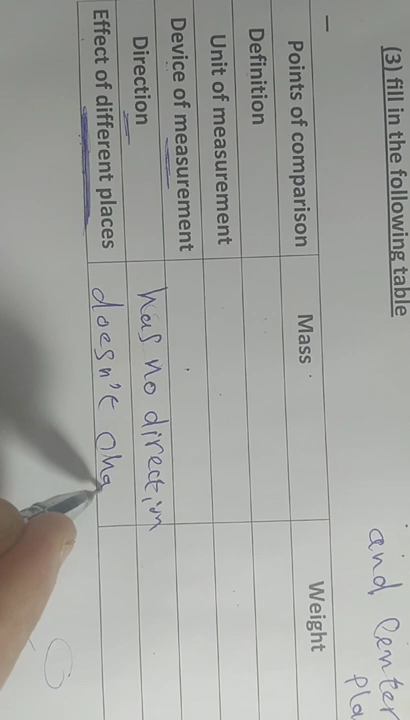 (3) fill in the following table
and Center
pla
Points of comparison Mass Weight
Definition
Unit of measurement
Device of measurement
Direction has no direction
Effect of different places doesn't cha